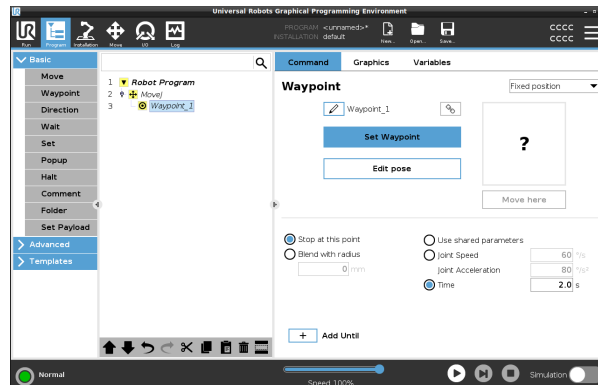 Universal Robots Graphical Programming Environment
Run Program Installation Move I/O Log
PROGRAM <unnamed>*
INSTALLATION default
New... Open... Save...
CCCC
CCCC
Basic
Move
Waypoint
Direction
Wait
Set
Popup
Halt
Comment
Folder
Set Payload
Advanced
Templates
1 Robot Program
2 MoveJ
3 Waypoint_1
Command Graphics Variables
Waypoint
Fixed position
Waypoint_1
Set Waypoint
Edit pose
?
Move here
Stop at this point
Blend with radius
0 mm
Use shared parameters
Joint Speed 60 °/s
Joint Acceleration 80 °/s²
Time 2.0 s
+ Add Until
Normal
Speed 100%
Simulation